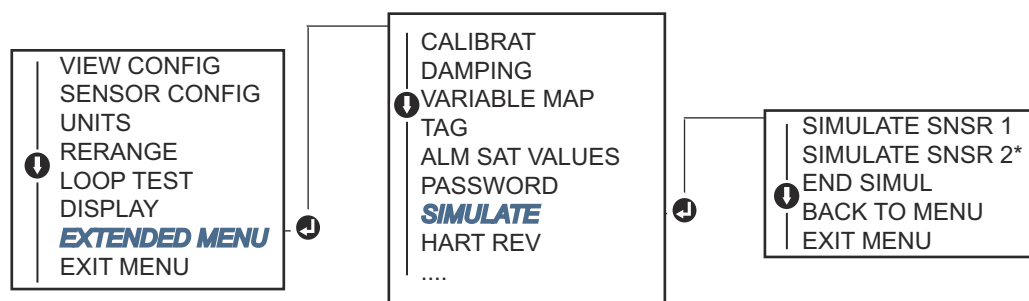 VIEW CONFIG
SENSOR CONFIG
UNITS
RERANGE
LOOP TEST
DISPLAY
EXTENDED MENU
EXIT MENU
CALIBRAT
DAMPING
VARIABLE MAP
TAG
ALM SAT VALUES
PASSWORD
SIMULATE
HART REV
....
SIMULATE SNSR 1
SIMULATE SNSR 2*
END SIMUL
BACK TO MENU
EXIT MENU